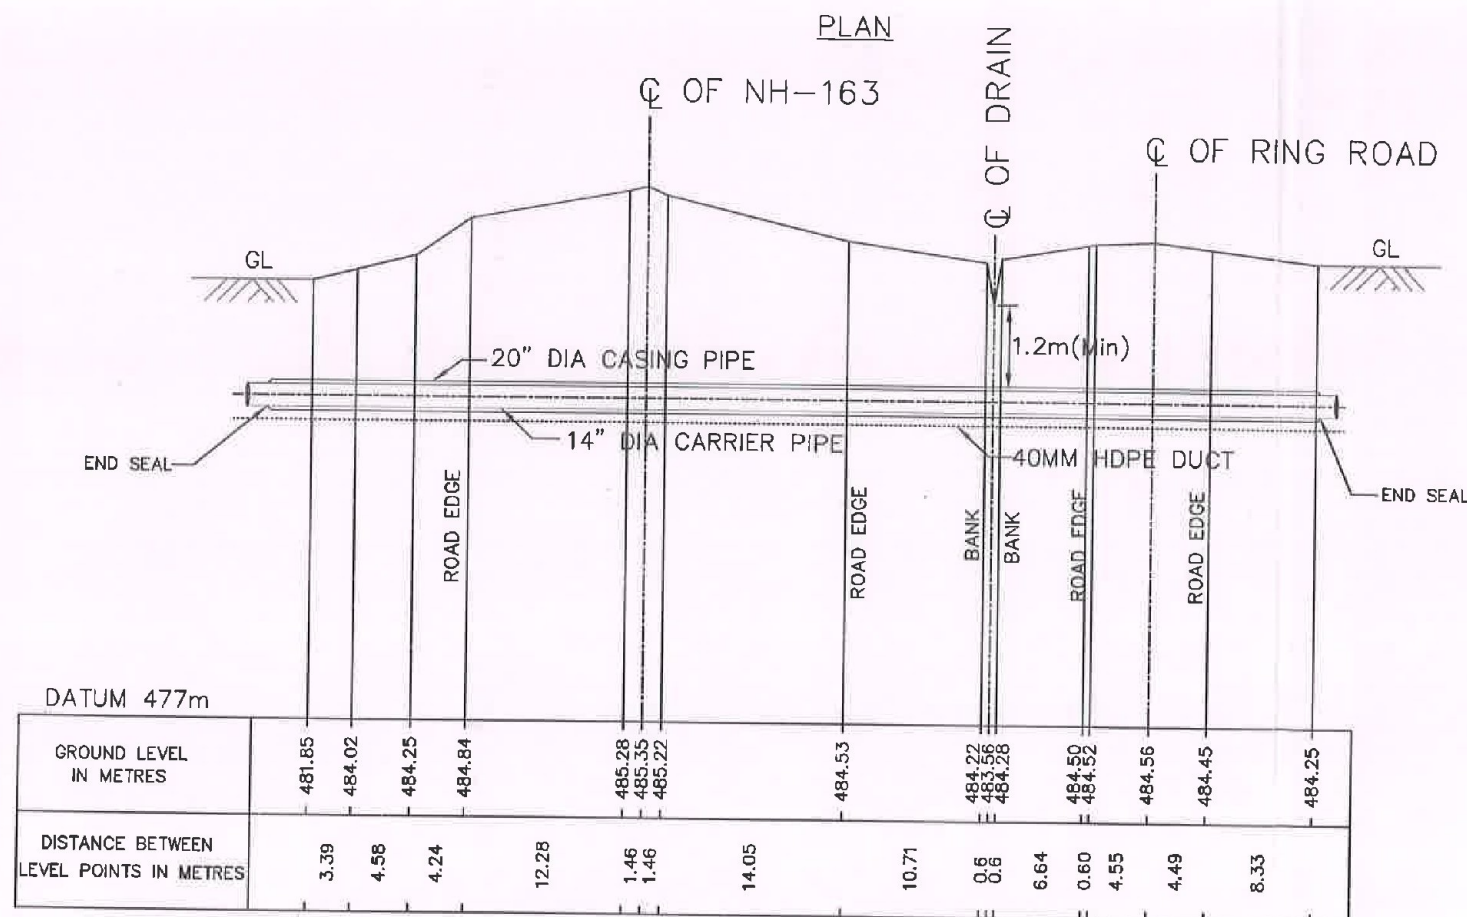 PLAN
℄ OF NH-163
℄ OF DRAIN
℄ OF RING ROAD
GL
GL
1.2m(Min)
20" DIA CASING PIPE
14" DIA CARRIER PIPE
40MM HDPE DUCT
END SEAL
END SEAL
ROAD EDGE
ROAD EDGE
BANK
BANK
ROAD EDGE
ROAD EDGE
DATUM 477m
GROUND LEVEL
IN METRES
481.85
484.02
484.25
484.84
485.28
485.35
485.22
484.53
484.22
483.56
484.28
484.50
484.52
484.56
484.45
484.25
DISTANCE BETWEEN
LEVEL POINTS IN METRES
3.39
4.58
4.24
12.28
1.46
1.46
14.05
10.71
0.6
0.6
6.64
0.60
4.55
4.49
8.33